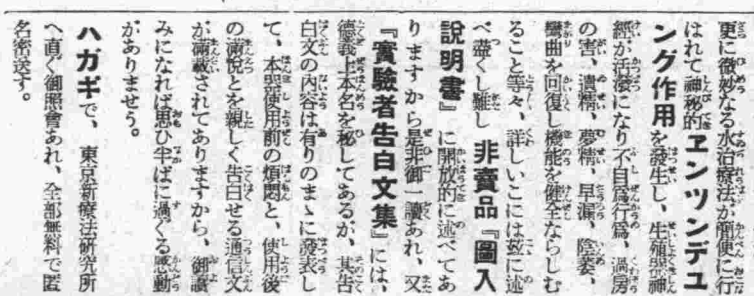 更に微妙なる水治療法が簡便に行
はれて神秘的ヱンツンデユ
ング作用を發生し、生殖器神
經が活潑になり不自爲行爲、過房
の害、遺精、夢精、早漏、陰萎、
彎曲を回復し機能を健全ならしむ
ること等々、詳しいことは玆に述
べ盡くし難し 非賣品『圖入
說明書』に開放的に述べてあ
りますから是非御一讀あれ、又
『實驗者告白文集』には、
德義上本名を秘してあるが、其告
白文の內容は有りのまゝに發表し
て、本器使用前の煩悶と、使用後
の滿悅とを親しく告白せる通信文
が滿載されてありますから、御讀
みになれば思ひ半ばに過ぐる感動
がありませう。
ハガキで、東京新療法硏究所
へ直ぐ御照會あれ、全部無料で匿
名密送す。